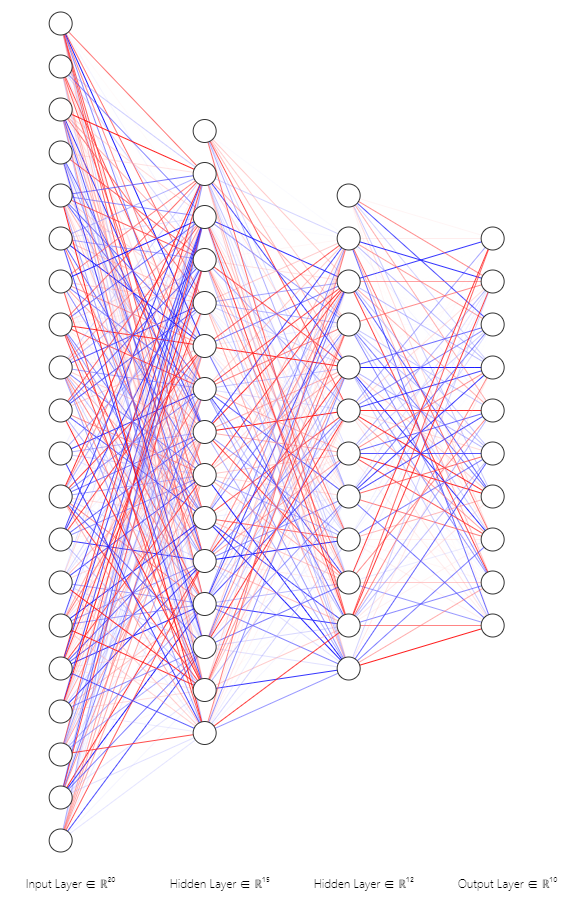 Input Layer ∈ ℝ²⁰
Hidden Layer ∈ ℝ¹⁵
Hidden Layer ∈ ℝ¹²
Output Layer ∈ ℝ¹⁰